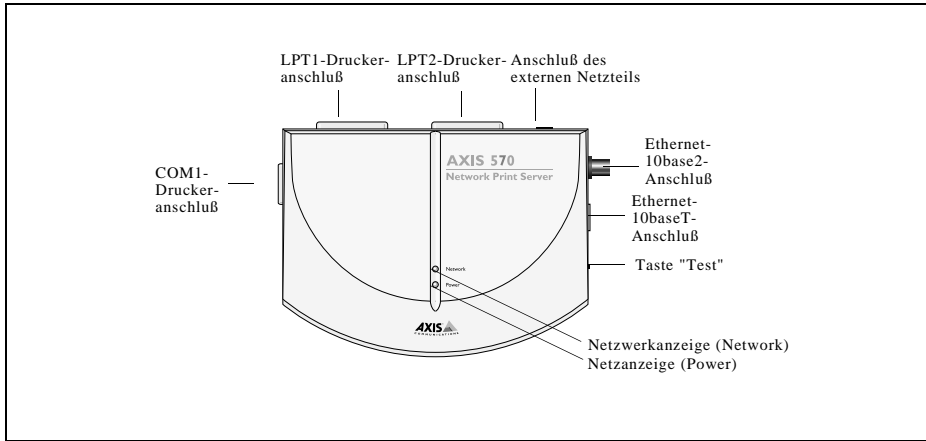 LPT1-Drucker-
anschluß
LPT2-Drucker-
anschluß
Anschluß des
externen Netzteils
COM1-
Drucker-
anschluß
AXIS 570
Network Print Server
Ethernet-
10base2-
Anschluß
Ethernet-
10baseT-
Anschluß
Taste "Test"
Network
Power
AXIS
COMMUNICATIONS
Netzwerkanzeige (Network)
Netzanzeige (Power)